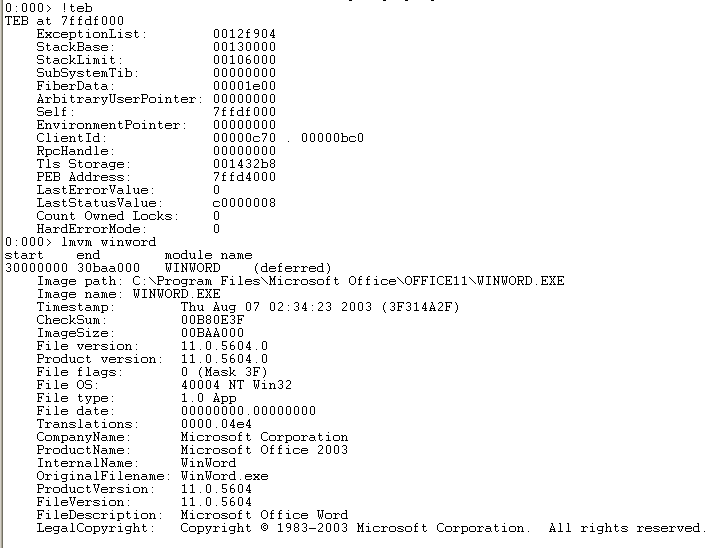 0:000> !teb
TEB at 7ffdf000
    ExceptionList:        0012f904
    StackBase:            00130000
    StackLimit:           00106000
    SubSystemTib:         00000000
    FiberData:            00001e00
    ArbitraryUserPointer: 00000000
    Self:                 7ffdf000
    EnvironmentPointer:   00000000
    ClientId:             00000c70 . 00000bc0
    RpcHandle:            00000000
    Tls Storage:          001432b8
    PEB Address:          7ffd4000
    LastErrorValue:       0
    LastStatusValue:      c0000008
    Count Owned Locks:    0
    HardErrorMode:        0
0:000> lmvm winword
start    end        module name
30000000 30baa000   WINWORD    (deferred)
    Image path: C:\Program Files\Microsoft Office\OFFICE11\WINWORD.EXE
    Image name: WINWORD.EXE
    Timestamp:        Thu Aug 07 02:34:23 2003 (3F314A2F)
    CheckSum:         00B80E3F
    ImageSize:        00BAA000
    File version:     11.0.5604.0
    Product version:  11.0.5604.0
    File flags:       0 (Mask 3F)
    File OS:          40004 NT Win32
    File type:        1.0 App
    File date:        00000000.00000000
    Translations:     0000.04e4
    CompanyName:      Microsoft Corporation
    ProductName:      Microsoft Office 2003
    InternalName:     WinWord
    OriginalFilename: WinWord.exe
    ProductVersion:   11.0.5604
    FileVersion:      11.0.5604
    FileDescription:  Microsoft Office Word
    LegalCopyright:   Copyright © 1983-2003 Microsoft Corporation.  All rights reserved.